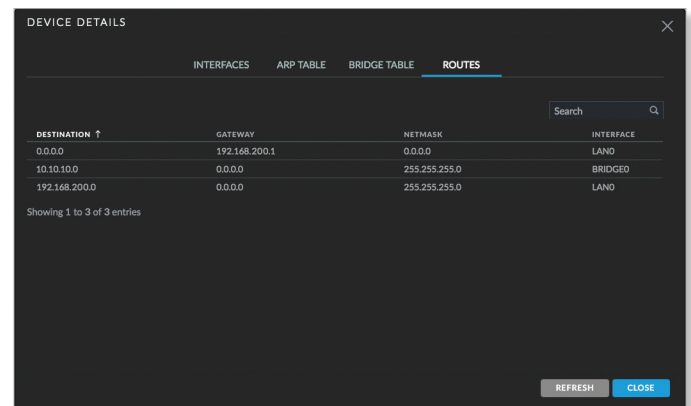 DEVICE DETAILS
INTERFACES ARP TABLE BRIDGE TABLE ROUTES
Search
DESTINATION ↑ GATEWAY NETMASK INTERFACE
0.0.0.0 192.168.200.1 0.0.0.0 LAN0
10.10.10.0 0.0.0.0 255.255.255.0 BRIDGE0
192.168.200.0 0.0.0.0 255.255.255.0 LAN0
Showing 1 to 3 of 3 entries
REFRESH CLOSE